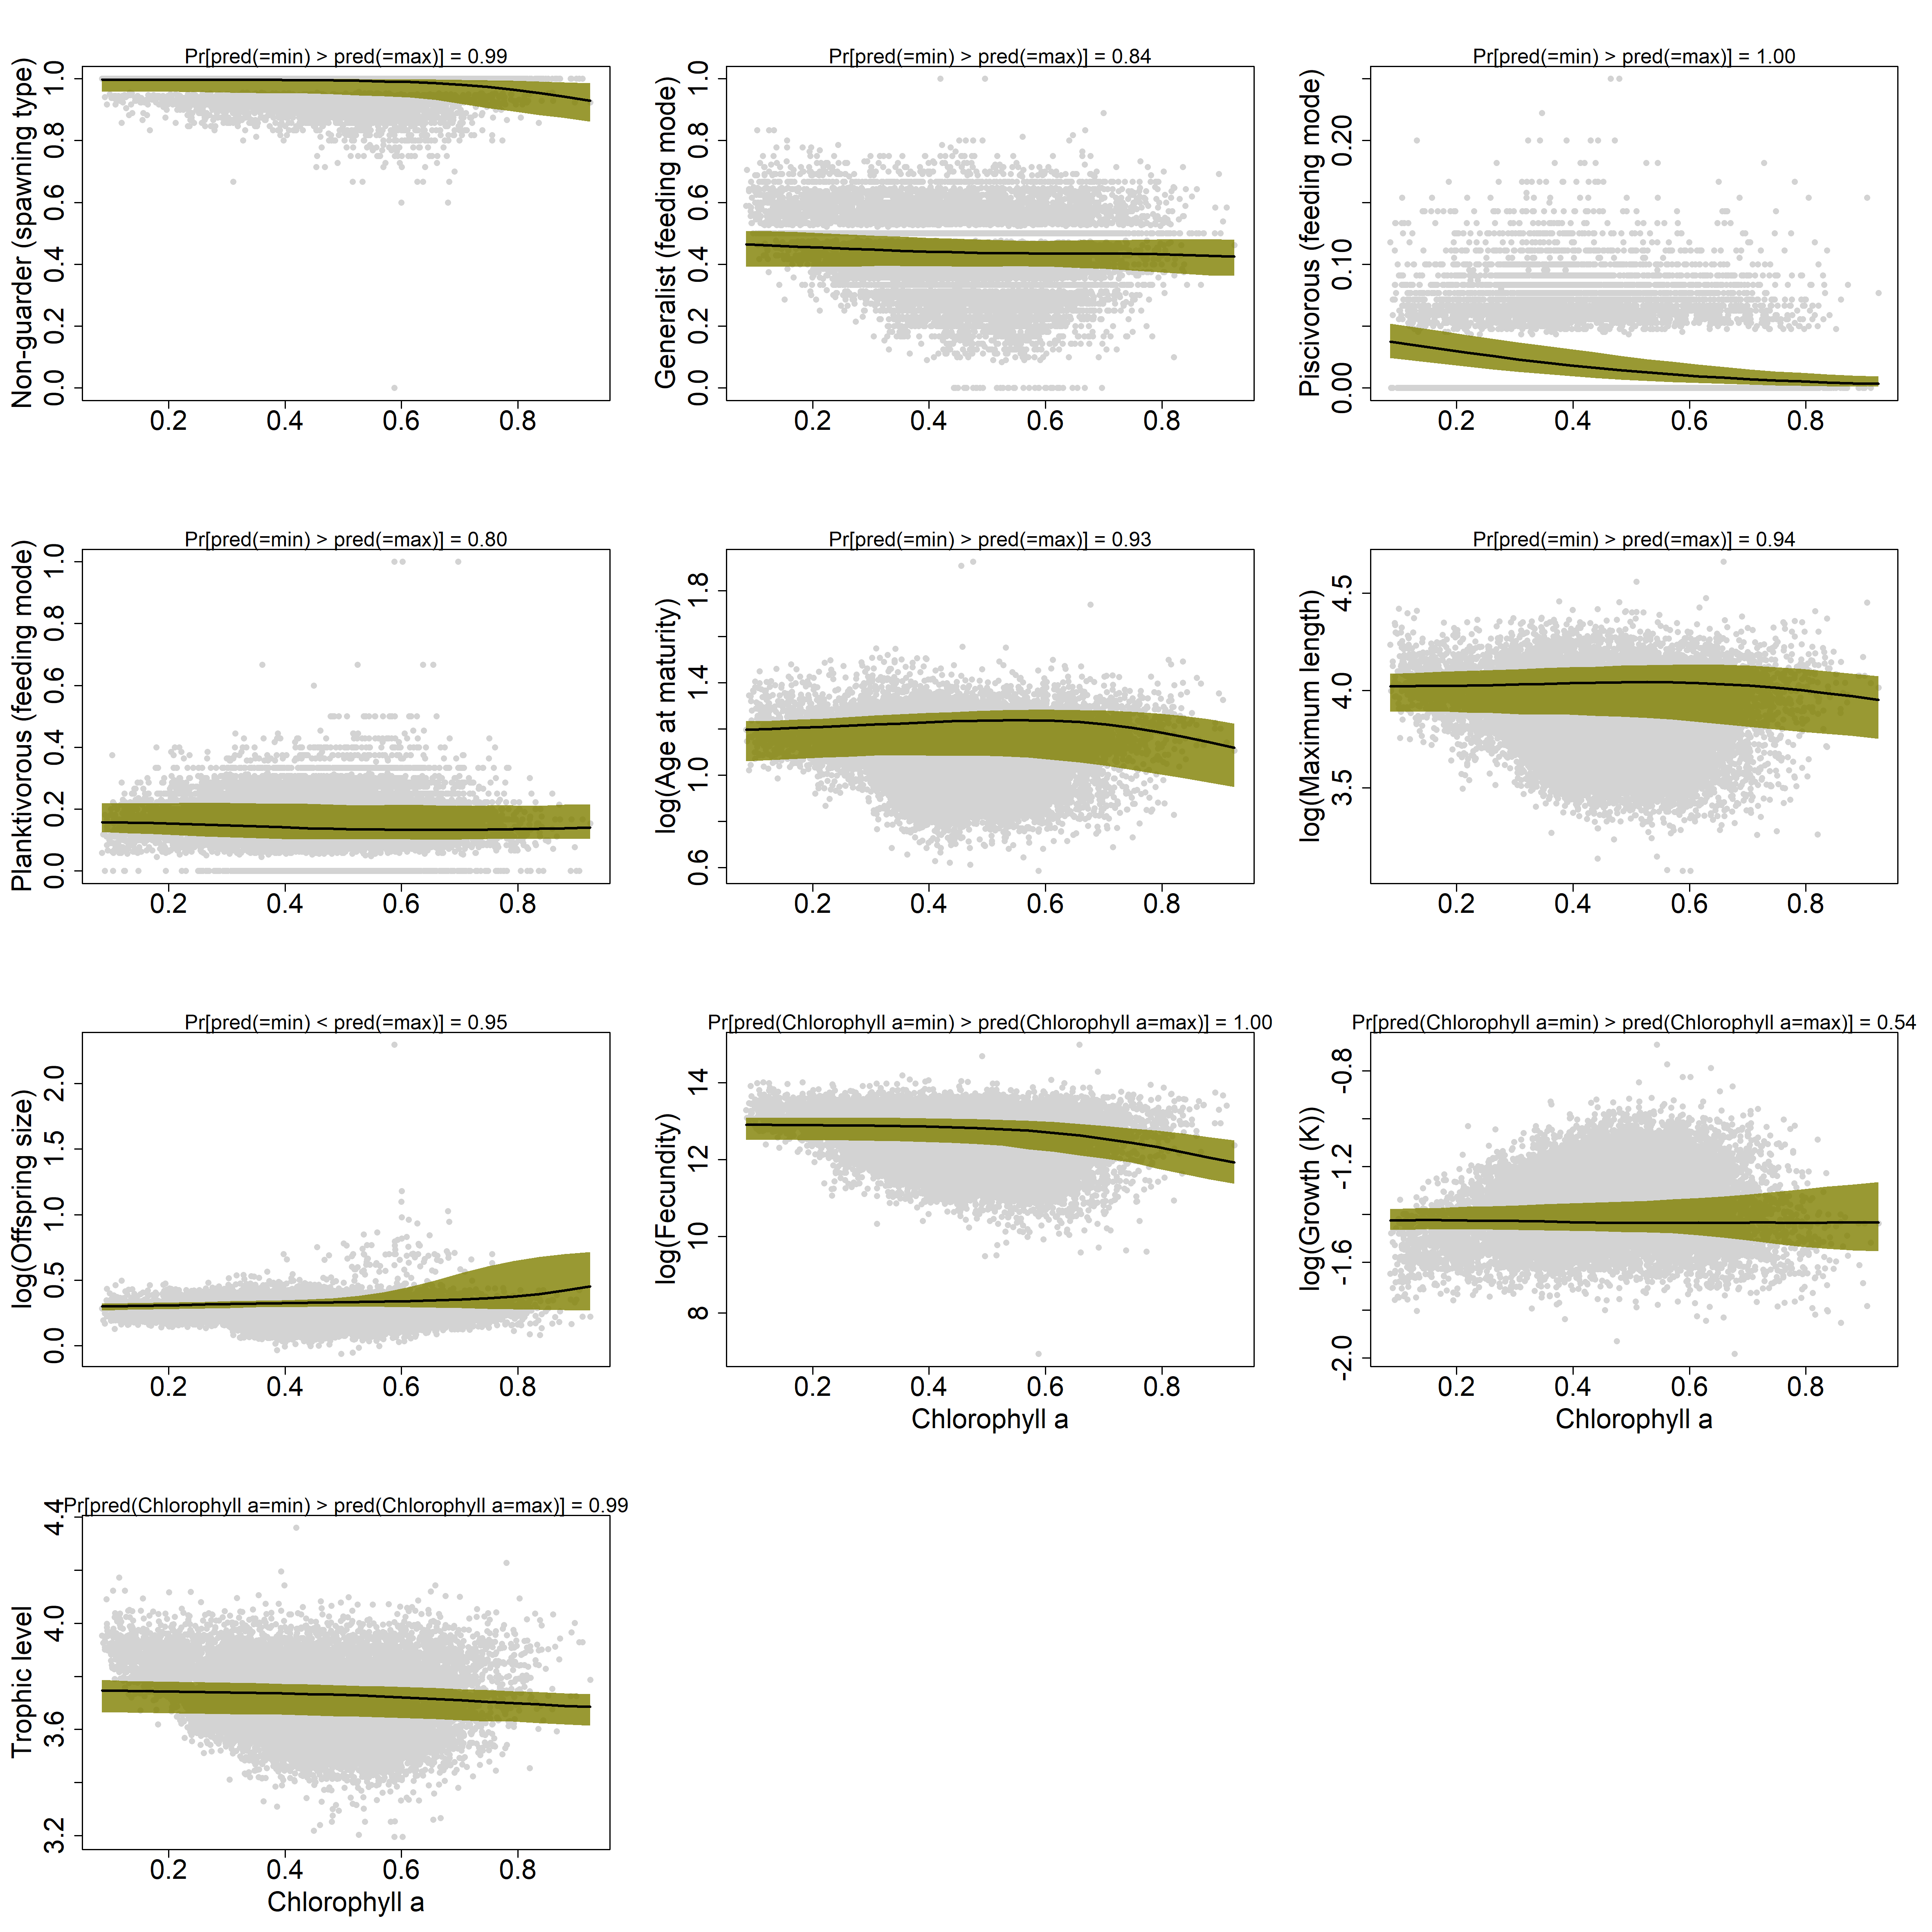 Pr[pred(=min) > pred(=max)] = 0.99
Non-guarder (spawning type)
0.0 0.2 0.4 0.6 0.8 1.0
0.2 0.4 0.6 0.8
Pr[pred(=min) > pred(=max)] = 0.84
Generalist (feeding mode)
0.0 0.2 0.4 0.6 0.8 1.0
0.2 0.4 0.6 0.8
Pr[pred(=min) > pred(=max)] = 1.00
Piscivorous (feeding mode)
0.00 0.10 0.20
0.2 0.4 0.6 0.8
Pr[pred(=min) > pred(=max)] = 0.80
Planktivorous (feeding mode)
0.0 0.2 0.4 0.6 0.8 1.0
0.2 0.4 0.6 0.8
Pr[pred(=min) > pred(=max)] = 0.93
log(Age at maturity)
0.6 1.0 1.4 1.8
0.2 0.4 0.6 0.8
Pr[pred(=min) > pred(=max)] = 0.94
log(Maximum length)
3.5 4.0 4.5
0.2 0.4 0.6 0.8
Pr[pred(=min) < pred(=max)] = 0.95
log(Offspring size)
0.0 0.5 1.0 1.5 2.0
0.2 0.4 0.6 0.8
Pr[pred(Chlorophyll a=min) > pred(Chlorophyll a=max)] = 1.00
log(Fecundity)
8 10 12 14
0.2 0.4 0.6 0.8
Chlorophyll a
Pr[pred(Chlorophyll a=min) > pred(Chlorophyll a=max)] = 0.54
log(Growth (K))
-2.0 -1.6 -1.2 -0.8
0.2 0.4 0.6 0.8
Chlorophyll a
Pr[pred(Chlorophyll a=min) > pred(Chlorophyll a=max)] = 0.99
Trophic level
3.2 3.6 4.0 4.4
0.2 0.4 0.6 0.8
Chlorophyll a